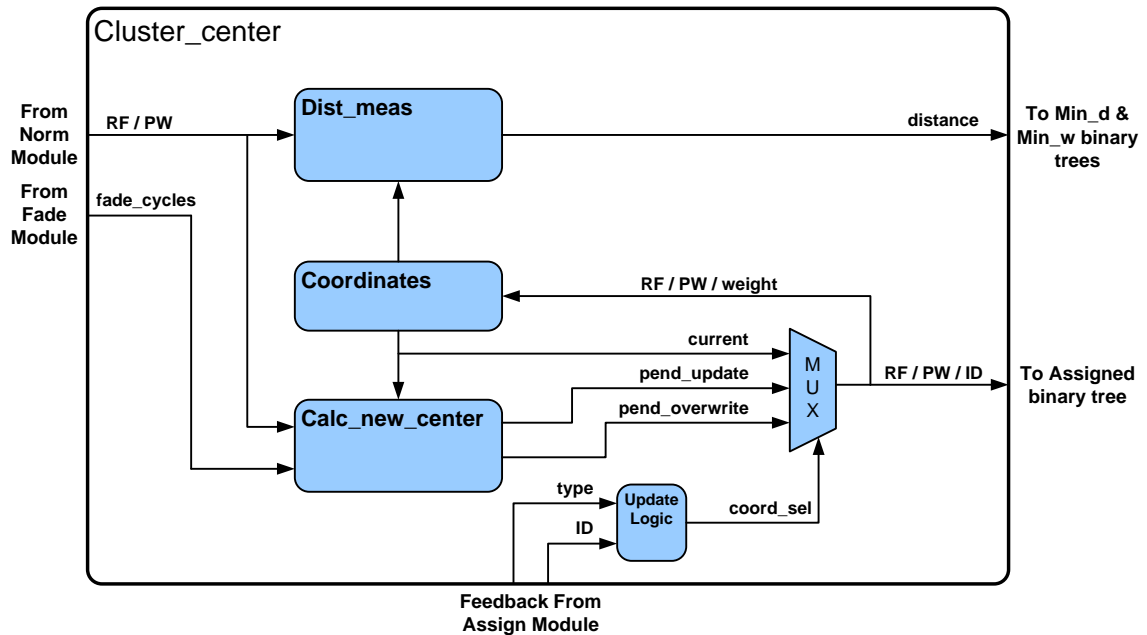 Cluster_center
Dist_meas
From
Norm
Module
RF / PW
distance
To Min_d &
Min_w binary
trees
From
Fade
Module
fade_cycles
Coordinates
RF / PW / weight
current
pend_update
pend_overwrite
M
U
X
RF / PW / ID
To Assigned
binary tree
Calc_new_center
type
ID
Update
Logic
coord_sel
Feedback From
Assign Module